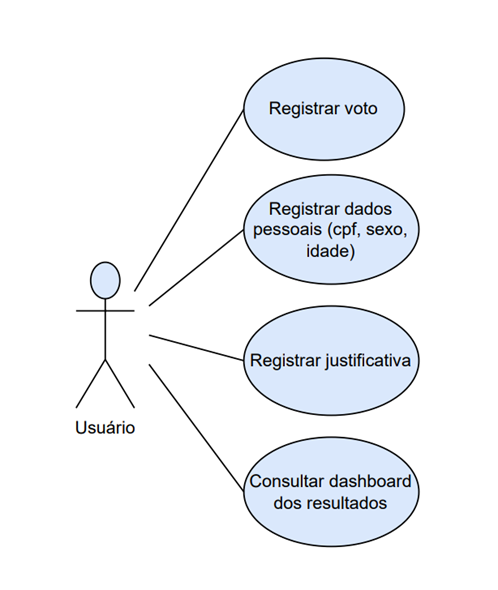 Registrar voto
Registrar dados
pessoais (cpf, sexo,
idade)
Registrar justificativa
Usuário
Consultar dashboard
dos resultados